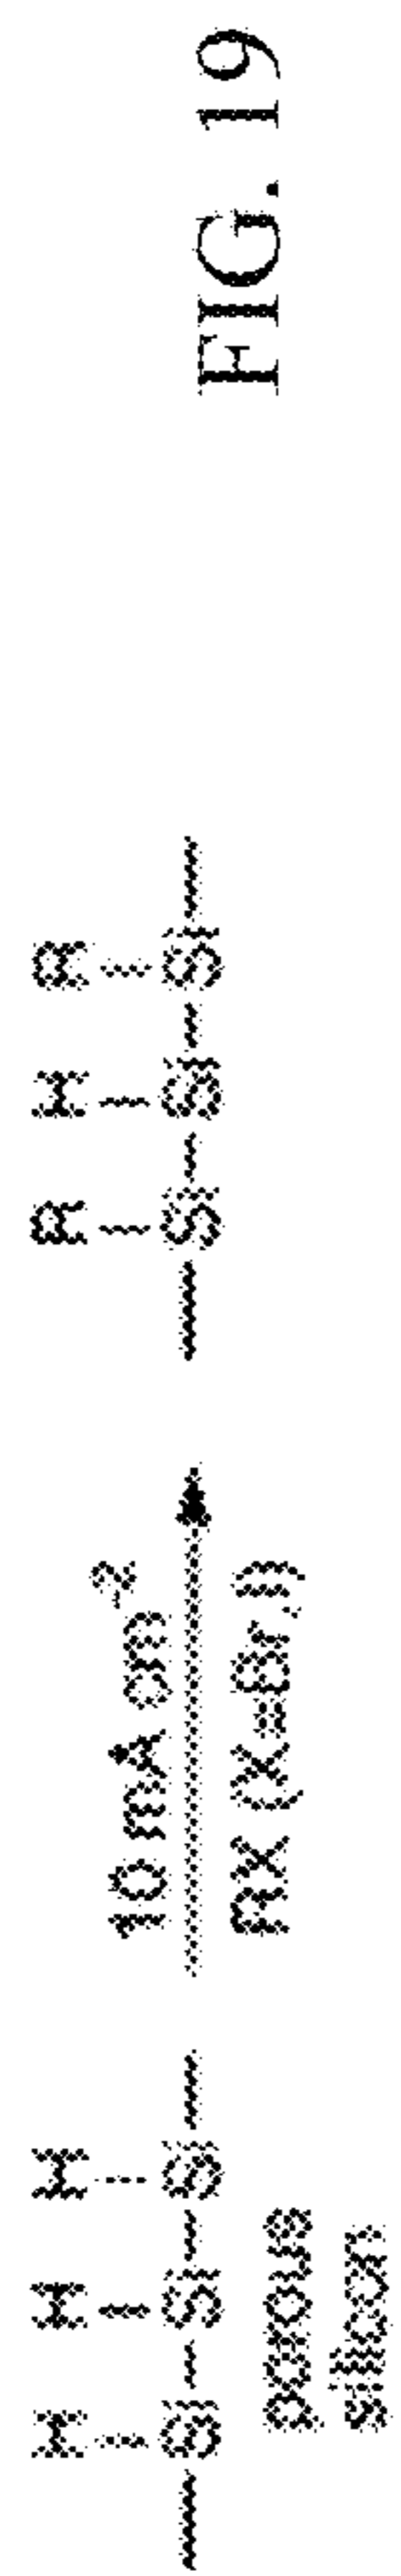 H H H
Si Si Si
porous
silicon
10 mA cm-2
RX (X=Br,I)
R H R
Si Si Si
FIG. 19